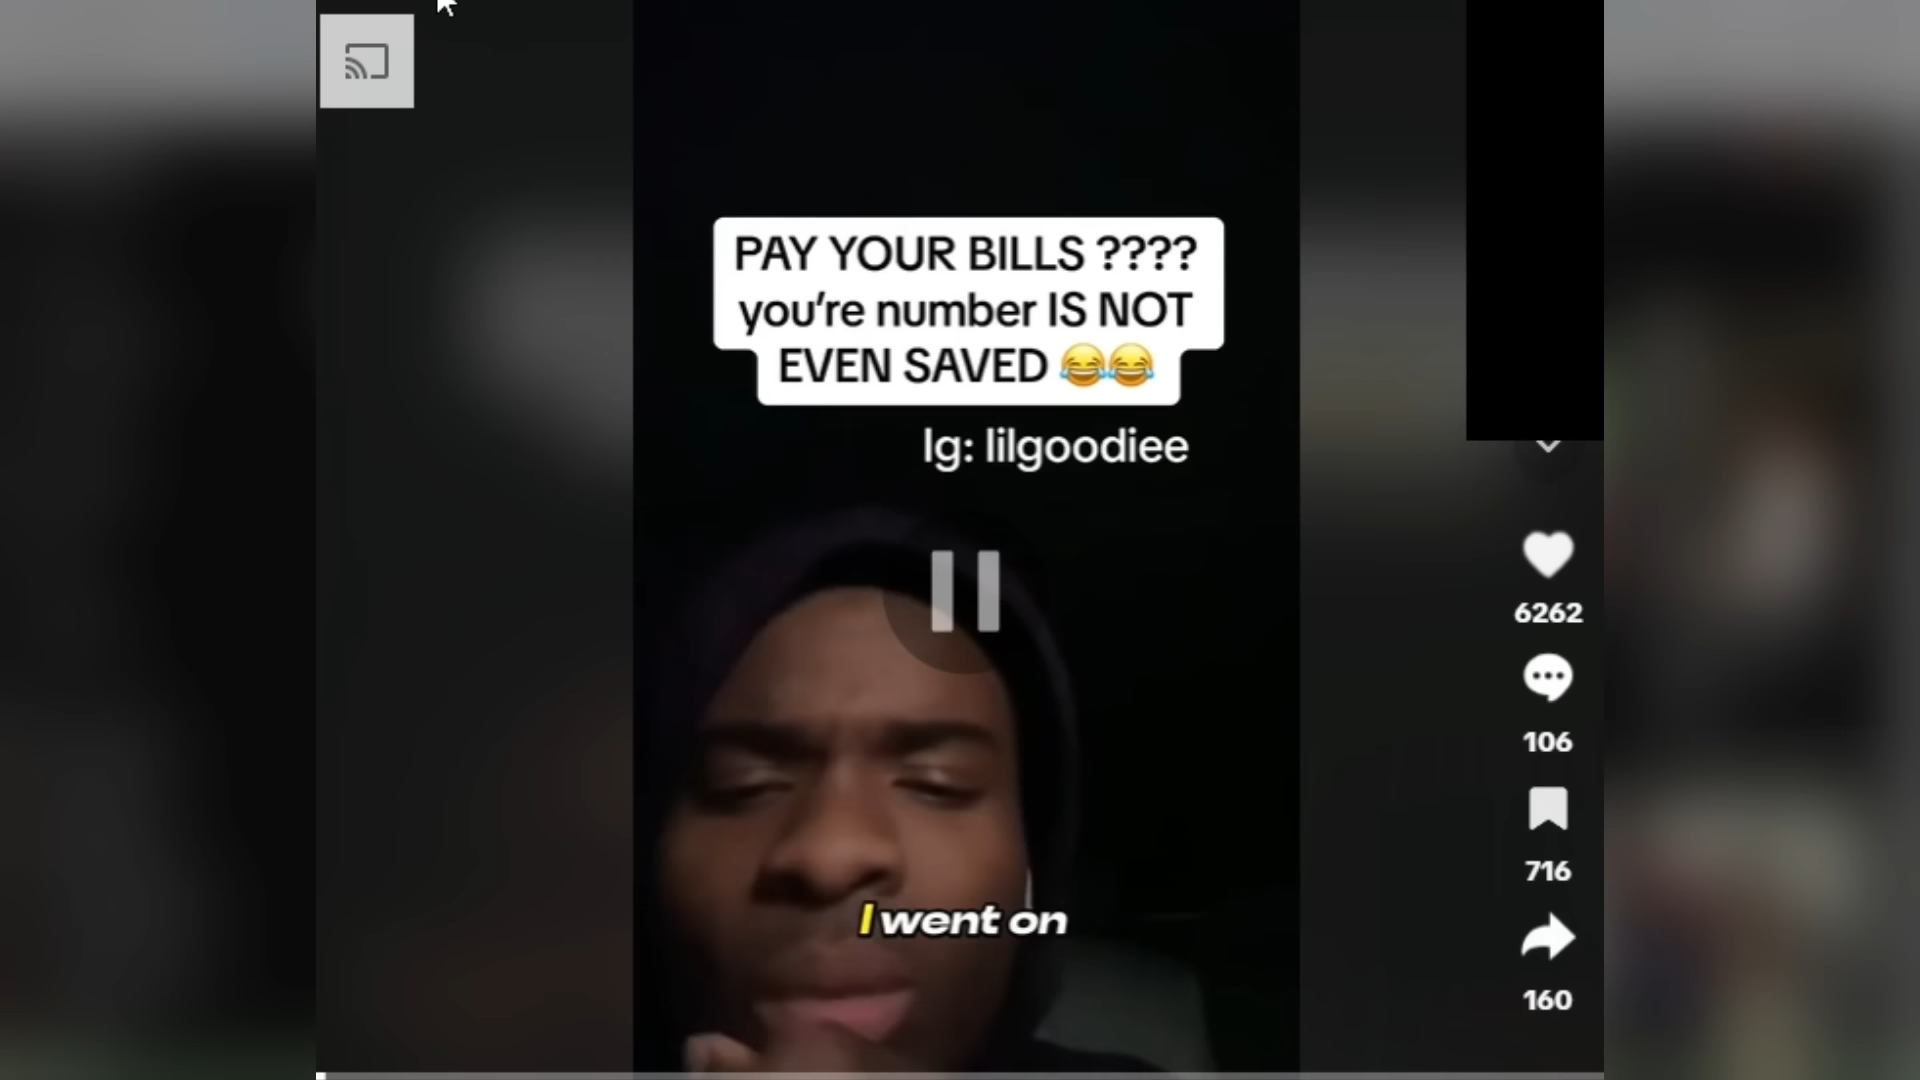 PAY YOUR BILLS ????
you’re number IS NOT
EVEN SAVED 😂😂
Ig: lilgoodiee
6262
106
716
I went on
160